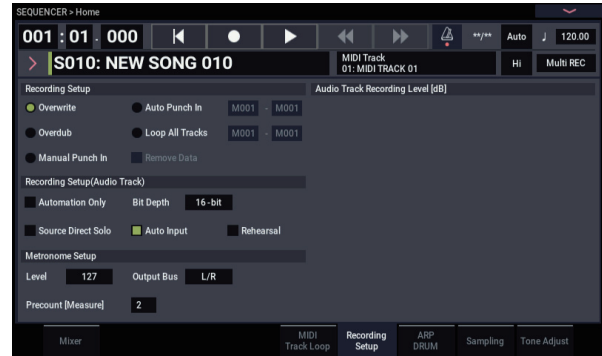 SEQUENCER > Home
001 : 01 . 000 **/** Auto ♩ 120.00
> S010: NEW SONG 010 MIDI Track 01: MIDI TRACK 01 Hi Multi REC
Recording Setup Audio Track Recording Level [dB]
Overwrite Auto Punch In M001 - M001
Overdub Loop All Tracks M001 - M001
Manual Punch In Remove Data
Recording Setup(Audio Track)
Automation Only Bit Depth 16-bit
Source Direct Solo Auto Input Rehearsal
Metronome Setup
Level 127 Output Bus L/R
Precount [Measure] 2
Mixer MIDI Track Loop Recording Setup ARP DRUM Sampling Tone Adjust